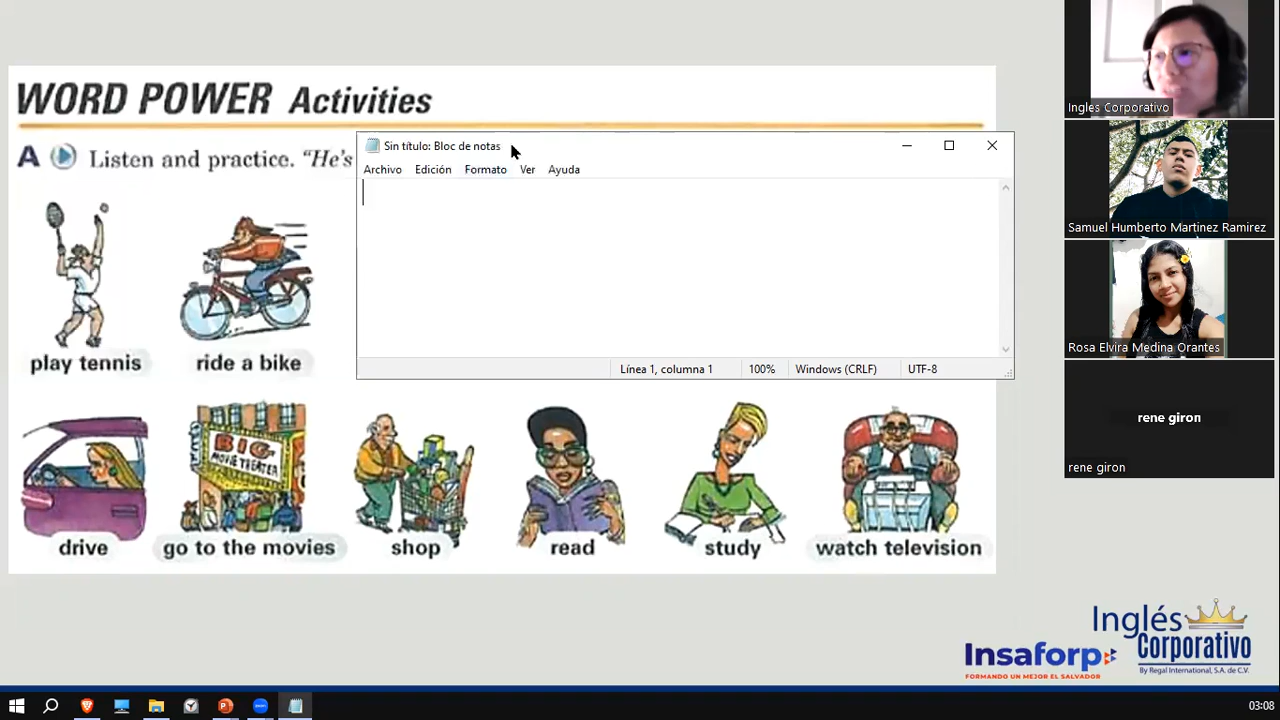 WORD POWER Activities
A Listen and practice. "He's
Sin título: Bloc de notas
Archivo Edición Formato Ver Ayuda
Línea 1, columna 1 100% Windows (CRLF) UTF-8
play tennis ride a bike
BIG
MOVIE THEATER
drive go to the movies shop read study watch television
Ingles Corporativo
Samuel Humberto Martínez Ramirez
Rosa Elvira Medina Orantes
rene giron
rene giron
Insaforp
FORMANDO UN MEJOR EL SALVADOR
Inglés
Corporativo
By Regal International, S.A. de C.V.
03:08